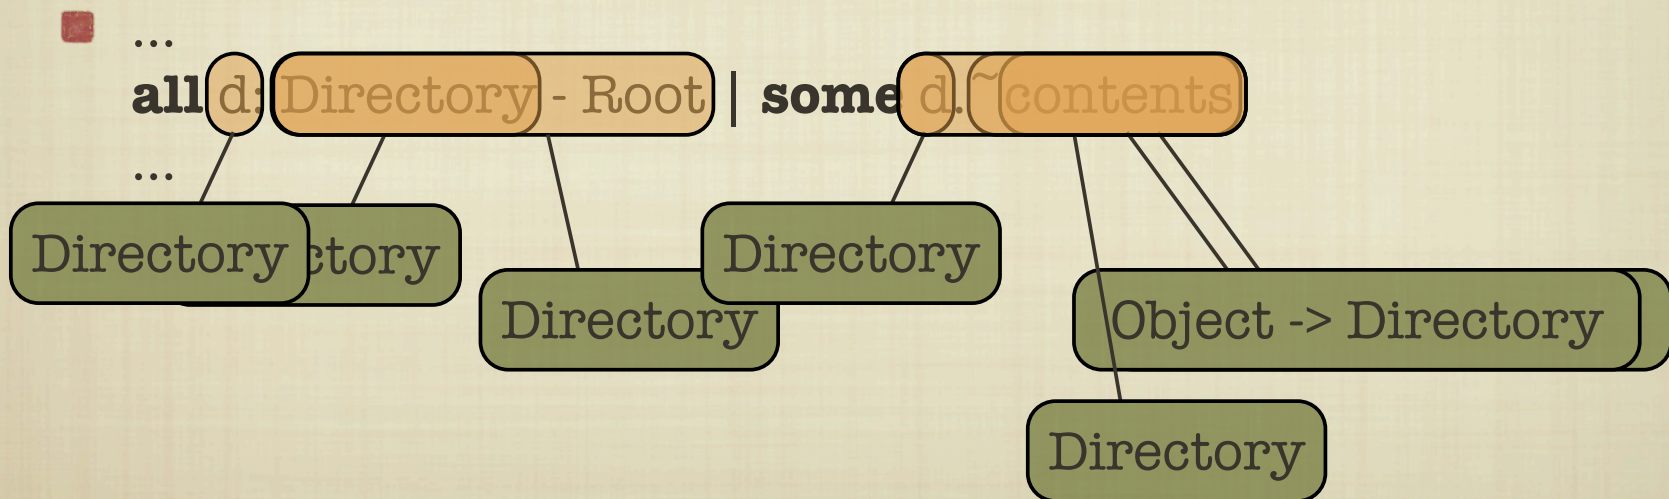 ...
all d: Directory - Root | some d.~contents
...
Directory ctory Directory
Directory Object -> Directory
Directory